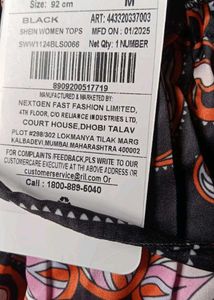 Size: 92 cm M
BLACK ART: 443320337003
SHEIN WOMEN TOPS MFD ON : 01/2025
SWW1124BLS0066 Net Qty: 1 NUMBER
8909200517719
MANUFACTURED & MARKETED BY:
NEXTGEN FAST FASHION LIMITED,
4TH FLOOR, C/O RELIANCE INDUSTRIES LTD,
COURT HOUSE,DHOBI TALAV
PLOT #298/302 LOKMANYA TILAK MARG
KALBADEVI,MUMBAI,MAHARASHTRA 400002
FOR COMPLAINTS FEEDBACK,PLS WRITE TO
CUSTOMERCARE EXECUTIVE AT THE ABOVE ADDRESS OR
customerservice@ril.com or
Call : 1800-889-5040